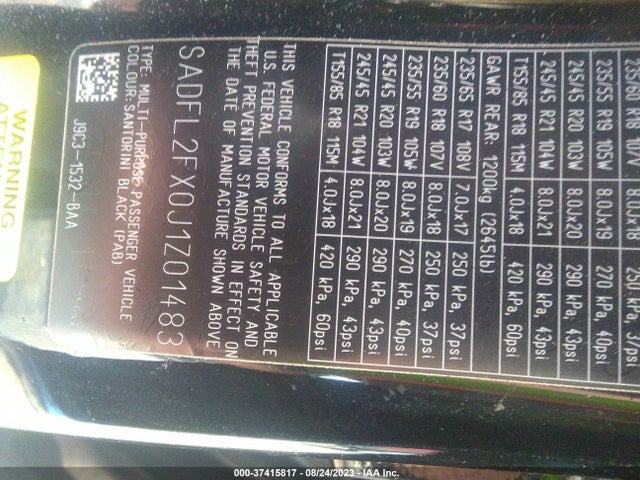 235/60 R18 107V 8.0Jx18 250 kPa, 37psi
235/55 R19 105W 8.0Jx19 270 kPa, 40psi
245/45 R20 103W 8.0Jx20 290 kPa, 43psi
245/45 R21 104W 8.0Jx21 290 kPa, 43psi
T155/85 R18 115M 4.0Jx18 420 kPa, 60psi
GAWR REAR: 1200kg (2645lb)
235/65 R17 108V 7.0Jx17 250 kPa, 37psi
235/60 R18 107V 8.0Jx18 250 kPa, 37psi
235/55 R19 105W 8.0Jx19 270 kPa, 40psi
245/45 R20 103W 8.0Jx20 290 kPa, 43psi
245/45 R21 104W 8.0Jx21 290 kPa, 43psi
T155/85 R18 115M 4.0Jx18 420 kPa, 60psi
THIS VEHICLE CONFORMS TO ALL APPLICABLE
U.S. FEDERAL MOTOR VEHICLE SAFETY AND
THEFT PREVENTION STANDARDS IN EFFECT ON
THE DATE OF MANUFACTURE SHOWN ABOVE
SADFL2FX0J1Z01483
TYPE: MULTI-PURPOSE PASSENGER VEHICLE
COLOUR: SANTORINI BLACK (PAB)
J9C3-1532-BAA
WARNING
000-37415817 - 08/24/2023 - IAA Inc.